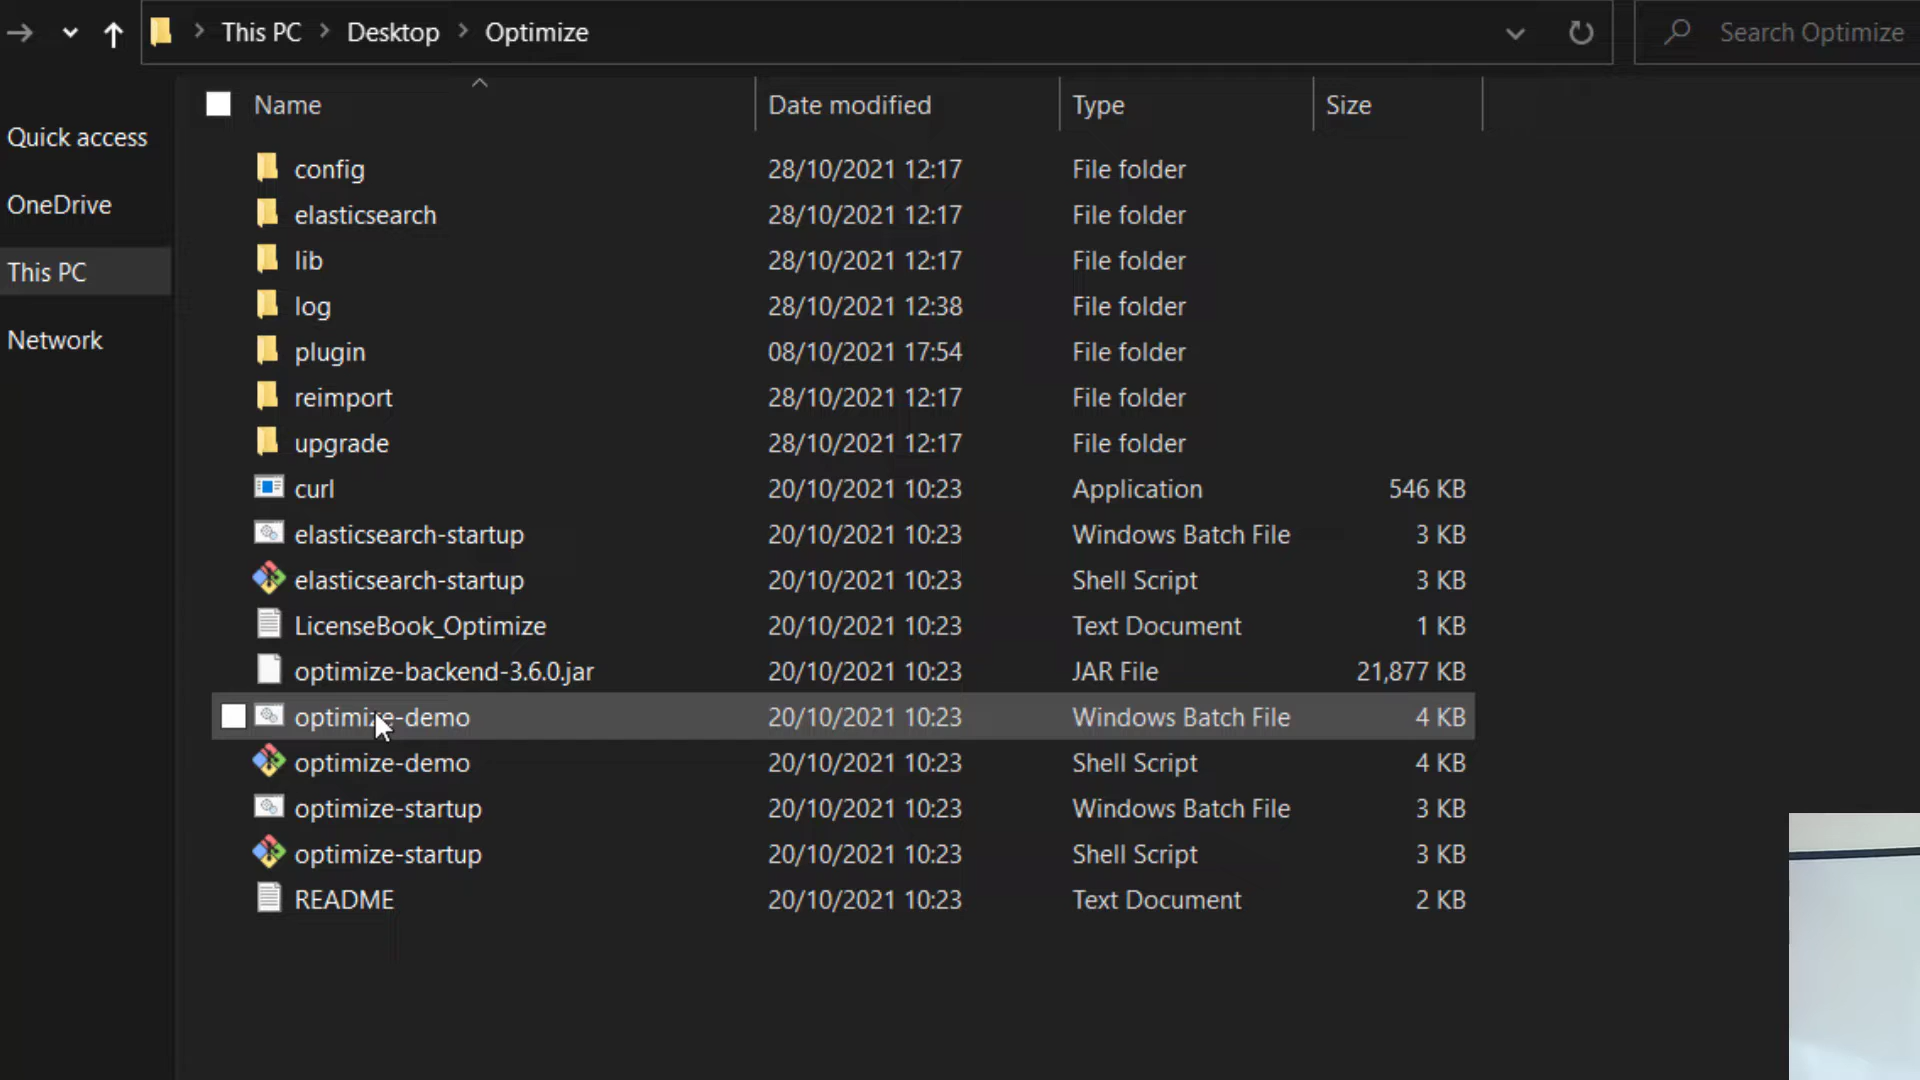 This PC > Desktop > Optimize
Search Optimize
Name Date modified Type Size
Quick access
OneDrive
This PC
Network
config 28/10/2021 12:17 File folder
elasticsearch 28/10/2021 12:17 File folder
lib 28/10/2021 12:17 File folder
log 28/10/2021 12:38 File folder
plugin 08/10/2021 17:54 File folder
reimport 28/10/2021 12:17 File folder
upgrade 28/10/2021 12:17 File folder
curl 20/10/2021 10:23 Application 546 KB
elasticsearch-startup 20/10/2021 10:23 Windows Batch File 3 KB
elasticsearch-startup 20/10/2021 10:23 Shell Script 3 KB
LicenseBook_Optimize 20/10/2021 10:23 Text Document 1 KB
optimize-backend-3.6.0.jar 20/10/2021 10:23 JAR File 21,877 KB
optimize-demo 20/10/2021 10:23 Windows Batch File 4 KB
optimize-demo 20/10/2021 10:23 Shell Script 4 KB
optimize-startup 20/10/2021 10:23 Windows Batch File 3 KB
optimize-startup 20/10/2021 10:23 Shell Script 3 KB
README 20/10/2021 10:23 Text Document 2 KB